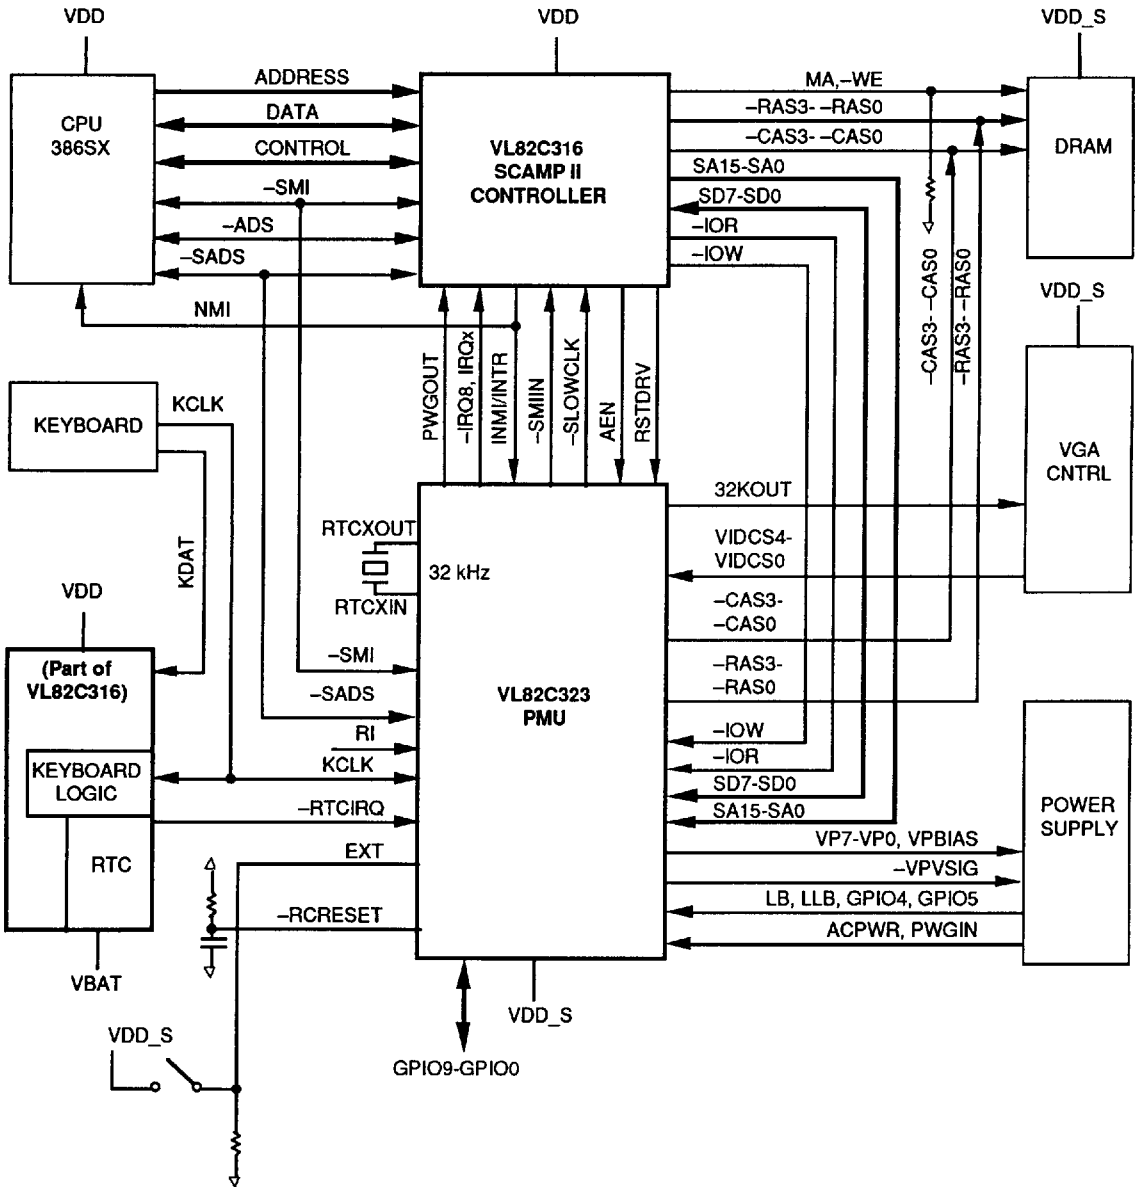 VDD
VDD
VDD_S
CPU
386SX
ADDRESS
DATA
CONTROL
–SMI
–ADS
–SADS
NMI
VL82C316
SCAMP II
CONTROLLER
MA,–WE
–RAS3- –RAS0
–CAS3- –CAS0
SA15-SA0
SD7-SD0
–IOR
–IOW
DRAM
–CAS3- –CAS0
–RAS3- –RAS0
VDD_S
VGA
CNTRL
PWGOUT
–IRQ8, IRQx
INMI/INTR
–SMIIN
–SLOWCLK
AEN
RSTDRV
KEYBOARD
KCLK
KDAT
VDD
(Part of
VL82C316)
KEYBOARD
LOGIC
RTC
VBAT
RTCXOUT
32 kHz
RTCXIN
–SMI
–SADS
RI
KCLK
–RTCIRQ
EXT
–RCRESET
VL82C323
PMU
32KOUT
VIDCS4-
VIDCS0
–CAS3-
–CAS0
–RAS3-
–RAS0
–IOW
–IOR
SD7-SD0
SA15-SA0
VP7-VP0, VPBIAS
–VPVSIG
LB, LLB, GPIO4, GPIO5
ACPWR, PWGIN
POWER
SUPPLY
VDD_S
GPIO9-GPIO0
VDD_S